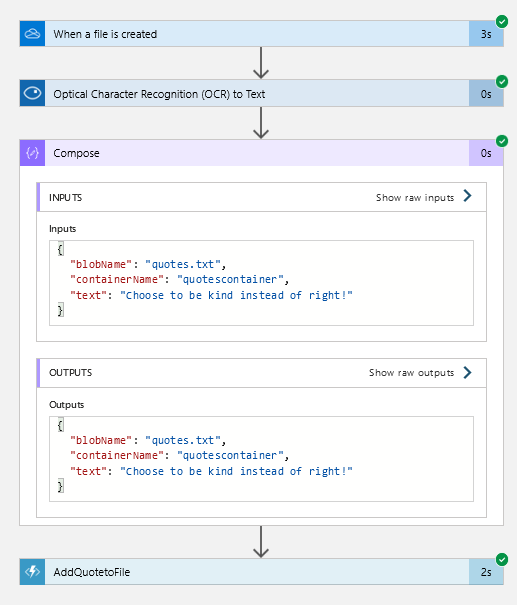 When a file is created 3s
Optical Character Recognition (OCR) to Text 0s
Compose 0s
INPUTS Show raw inputs
Inputs
{
"blobName": "quotes.txt",
"containerName": "quotescontainer",
"text": "Choose to be kind instead of right!"
}
OUTPUTS Show raw outputs
Outputs
{
"blobName": "quotes.txt",
"containerName": "quotescontainer",
"text": "Choose to be kind instead of right!"
}
AddQuotetoFile 2s